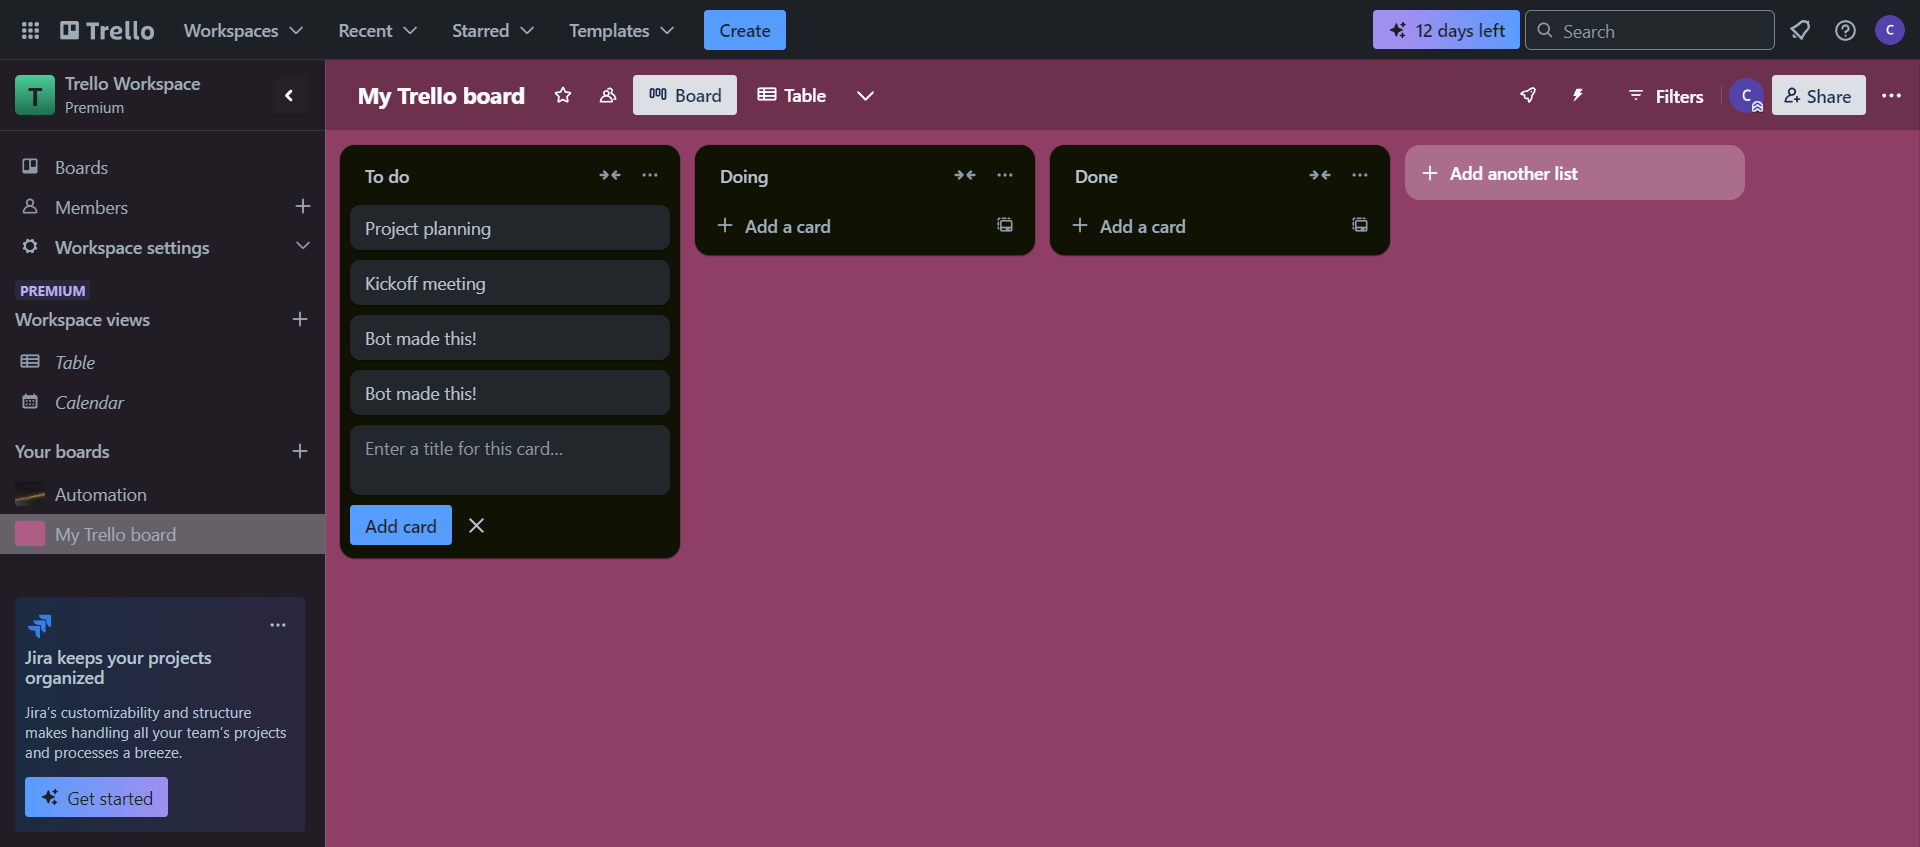 Trello
Workspaces
Recent
Starred
Templates
Create
12 days left
Search
C
T
Trello Workspace
Premium
My Trello board
Board
Table
Filters
C
Share
Boards
Members
Workspace settings
PREMIUM
Workspace views
Table
Calendar
Your boards
Automation
My Trello board
Jira keeps your projects
organized
Jira's customizability and structure
makes handling all your team's projects
and processes a breeze.
Get started
To do
Project planning
Kickoff meeting
Bot made this!
Bot made this!
Enter a title for this card...
Add card
Doing
Add a card
Done
Add a card
Add another list